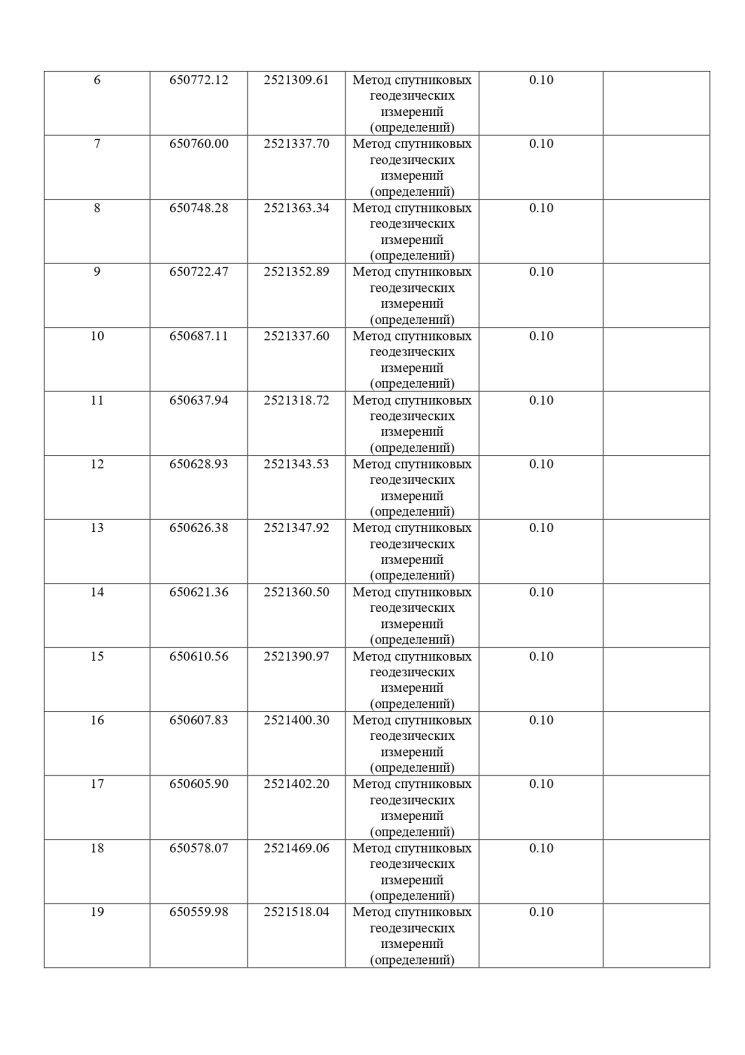 6 650772.12 2521309.61 Метод спутниковых 0.10
геодезических
измерений
(определений)
7 650760.00 2521337.70 Метод спутниковых 0.10
геодезических
измерений
(определений)
8 650748.28 2521363.34 Метод спутниковых 0.10
геодезических
измерений
(определений)
9 650722.47 2521352.89 Метод спутниковых 0.10
геодезических
измерений
(определений)
10 650687.11 2521337.60 Метод спутниковых 0.10
геодезических
измерений
(определений)
11 650637.94 2521318.72 Метод спутниковых 0.10
геодезических
измерений
(определений)
12 650628.93 2521343.53 Метод спутниковых 0.10
геодезических
измерений
(определений)
13 650626.38 2521347.92 Метод спутниковых 0.10
геодезических
измерений
(определений)
14 650621.36 2521360.50 Метод спутниковых 0.10
геодезических
измерений
(определений)
15 650610.56 2521390.97 Метод спутниковых 0.10
геодезических
измерений
(определений)
16 650607.83 2521400.30 Метод спутниковых 0.10
геодезических
измерений
(определений)
17 650605.90 2521402.20 Метод спутниковых 0.10
геодезических
измерений
(определений)
18 650578.07 2521469.06 Метод спутниковых 0.10
геодезических
измерений
(определений)
19 650559.98 2521518.04 Метод спутниковых 0.10
геодезических
измерений
(определений)